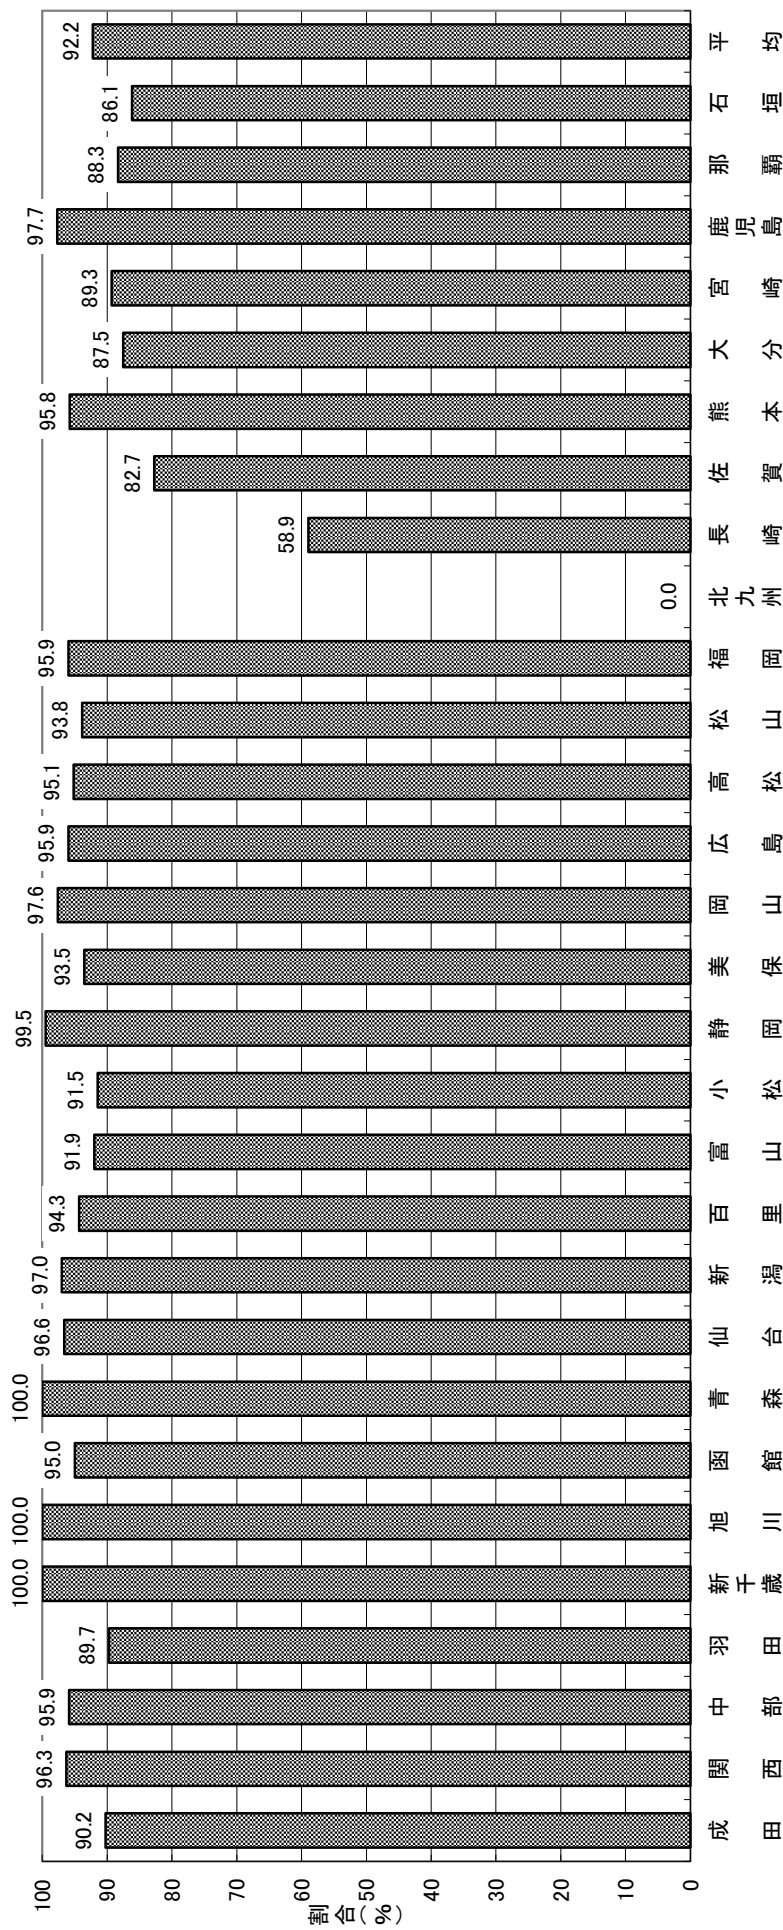 割合(%)
100
90
80
70
60
50
40
30
20
10
0
90.2
96.3
95.9
89.7
100.0
100.0
95.0
100.0
96.6
97.0
94.3
91.9
91.5
99.5
93.5
97.6
95.9
95.1
93.8
95.9
0.0
58.9
82.7
95.8
87.5
89.3
97.7
88.3
86.1
92.2
成田
関西
中部
羽田
新千歳
旭川
函館
青森
仙台
新潟
百里
富山
小松
静岡
美保
岡山
広島
高松
松山
福岡
北九州
長崎
佐賀
熊本
大分
宮崎
鹿児島
那覇
石垣
平均